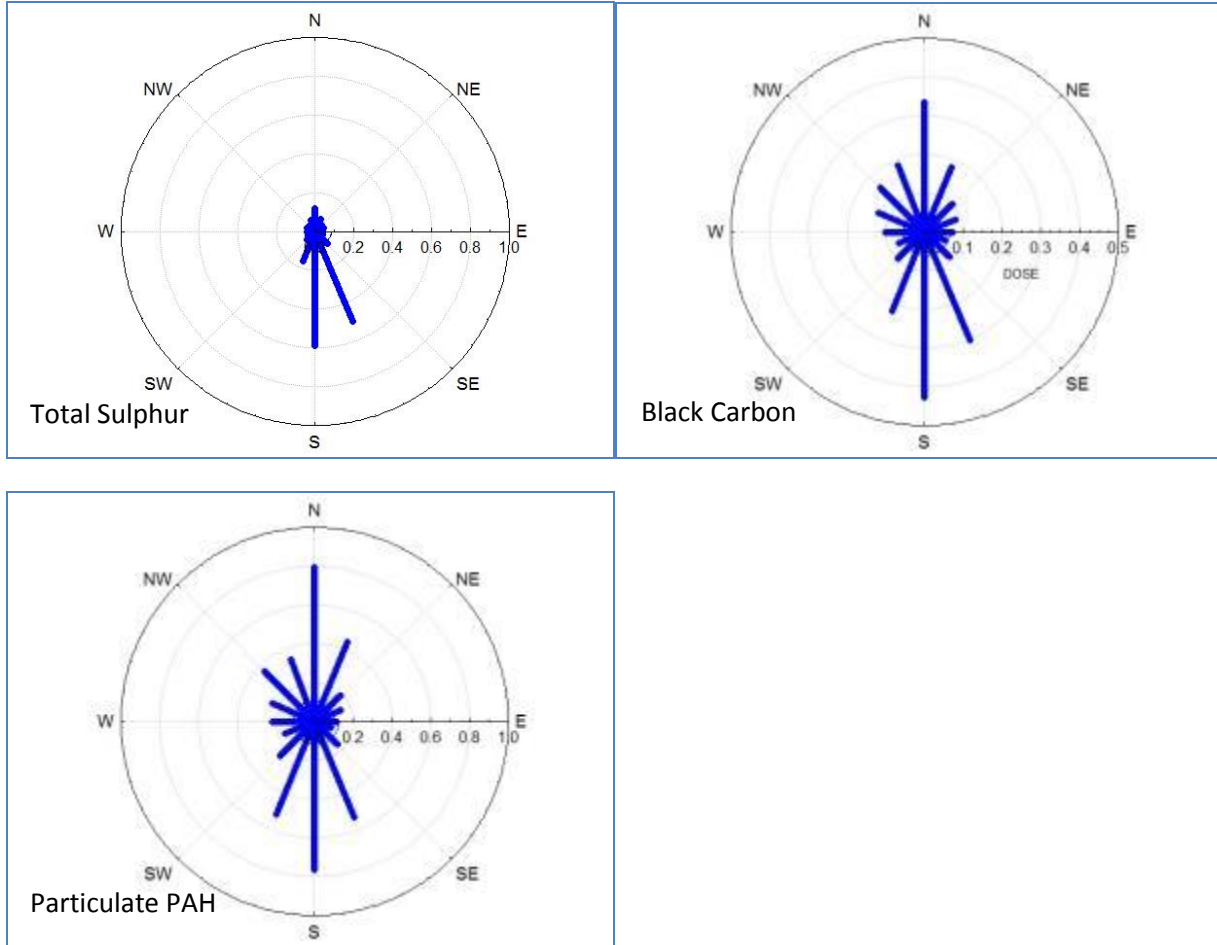 N
NW NE
W E
0.2 0.4 0.6 0.8 1.0
SW SE
Total Sulphur
S
N
NW NE
W E
0.1 0.2 0.3 0.4 0.5
DOSE
SW SE
Black Carbon
S
N
NW NE
W E
0.2 0.4 0.6 0.8 1.0
SW SE
Particulate PAH
S